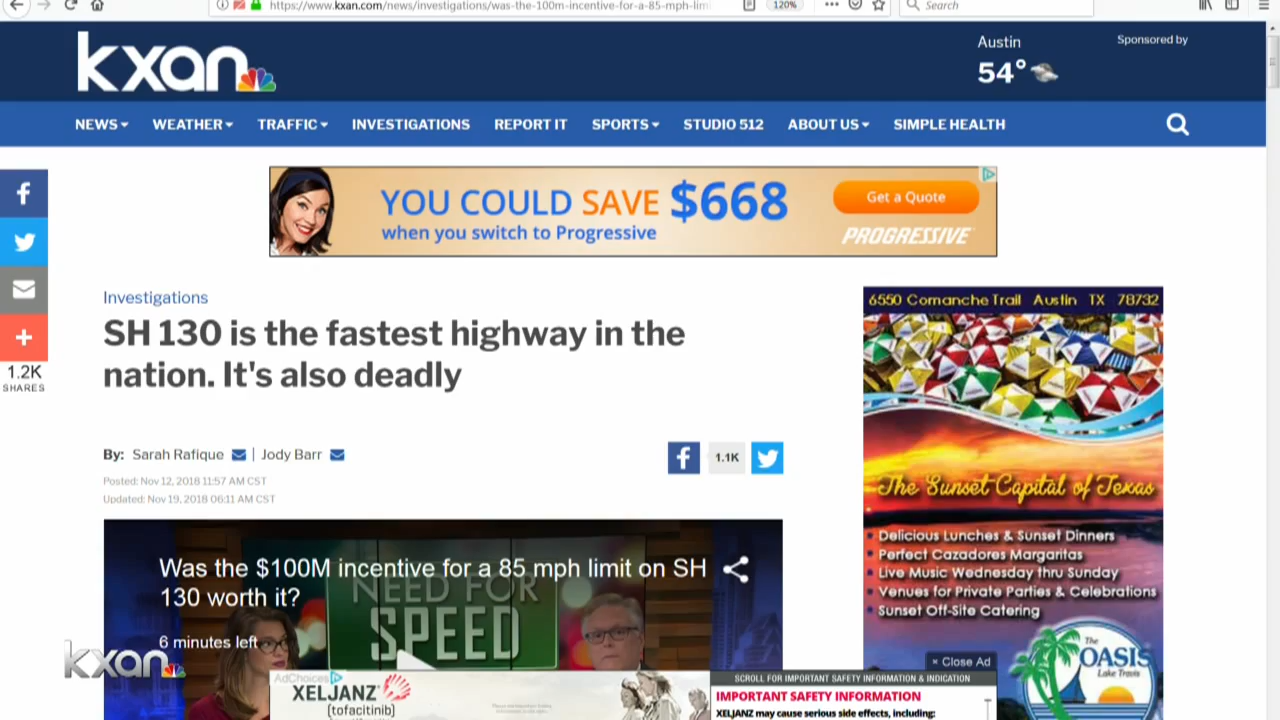 https://www.kxan.com/news/investigations/was-the-100m-incentive-for-a-85-mph-lim
120%
Search
kxan
Austin
54°
Sponsored by
NEWS
WEATHER
TRAFFIC
INVESTIGATIONS
REPORT IT
SPORTS
STUDIO 512
ABOUT US
SIMPLE HEALTH
YOU COULD SAVE $668
when you switch to Progressive
Get a Quote
PROGRESSIVE
1.2K
SHARES
Investigations
SH 130 is the fastest highway in the
nation. It's also deadly
By: Sarah Rafique | Jody Barr
1.1K
Posted: Nov 12, 2018 11:57 AM CST
Updated: Nov 19, 2018 06:11 AM CST
Was the $100M incentive for a 85 mph limit on SH
130 worth it?
6 minutes left
NEED FOR
SPEED
kxan
AdChoices
XELJANZ
(tofacitinib)
SCROLL FOR IMPORTANT SAFETY INFORMATION & INDICATION
IMPORTANT SAFETY INFORMATION
XELJANZ may cause serious side effects, including:
× Close Ad
6550 Comanche Trail Austin TX 78732
The Sunset Capital of Texas
Delicious Lunches & Sunset Dinners
Perfect Cazadores Margaritas
Live Music Wednesday thru Sunday
Venues for Private Parties & Celebrations
Sunset Off-Site Catering
The
OASIS
Lake Travis